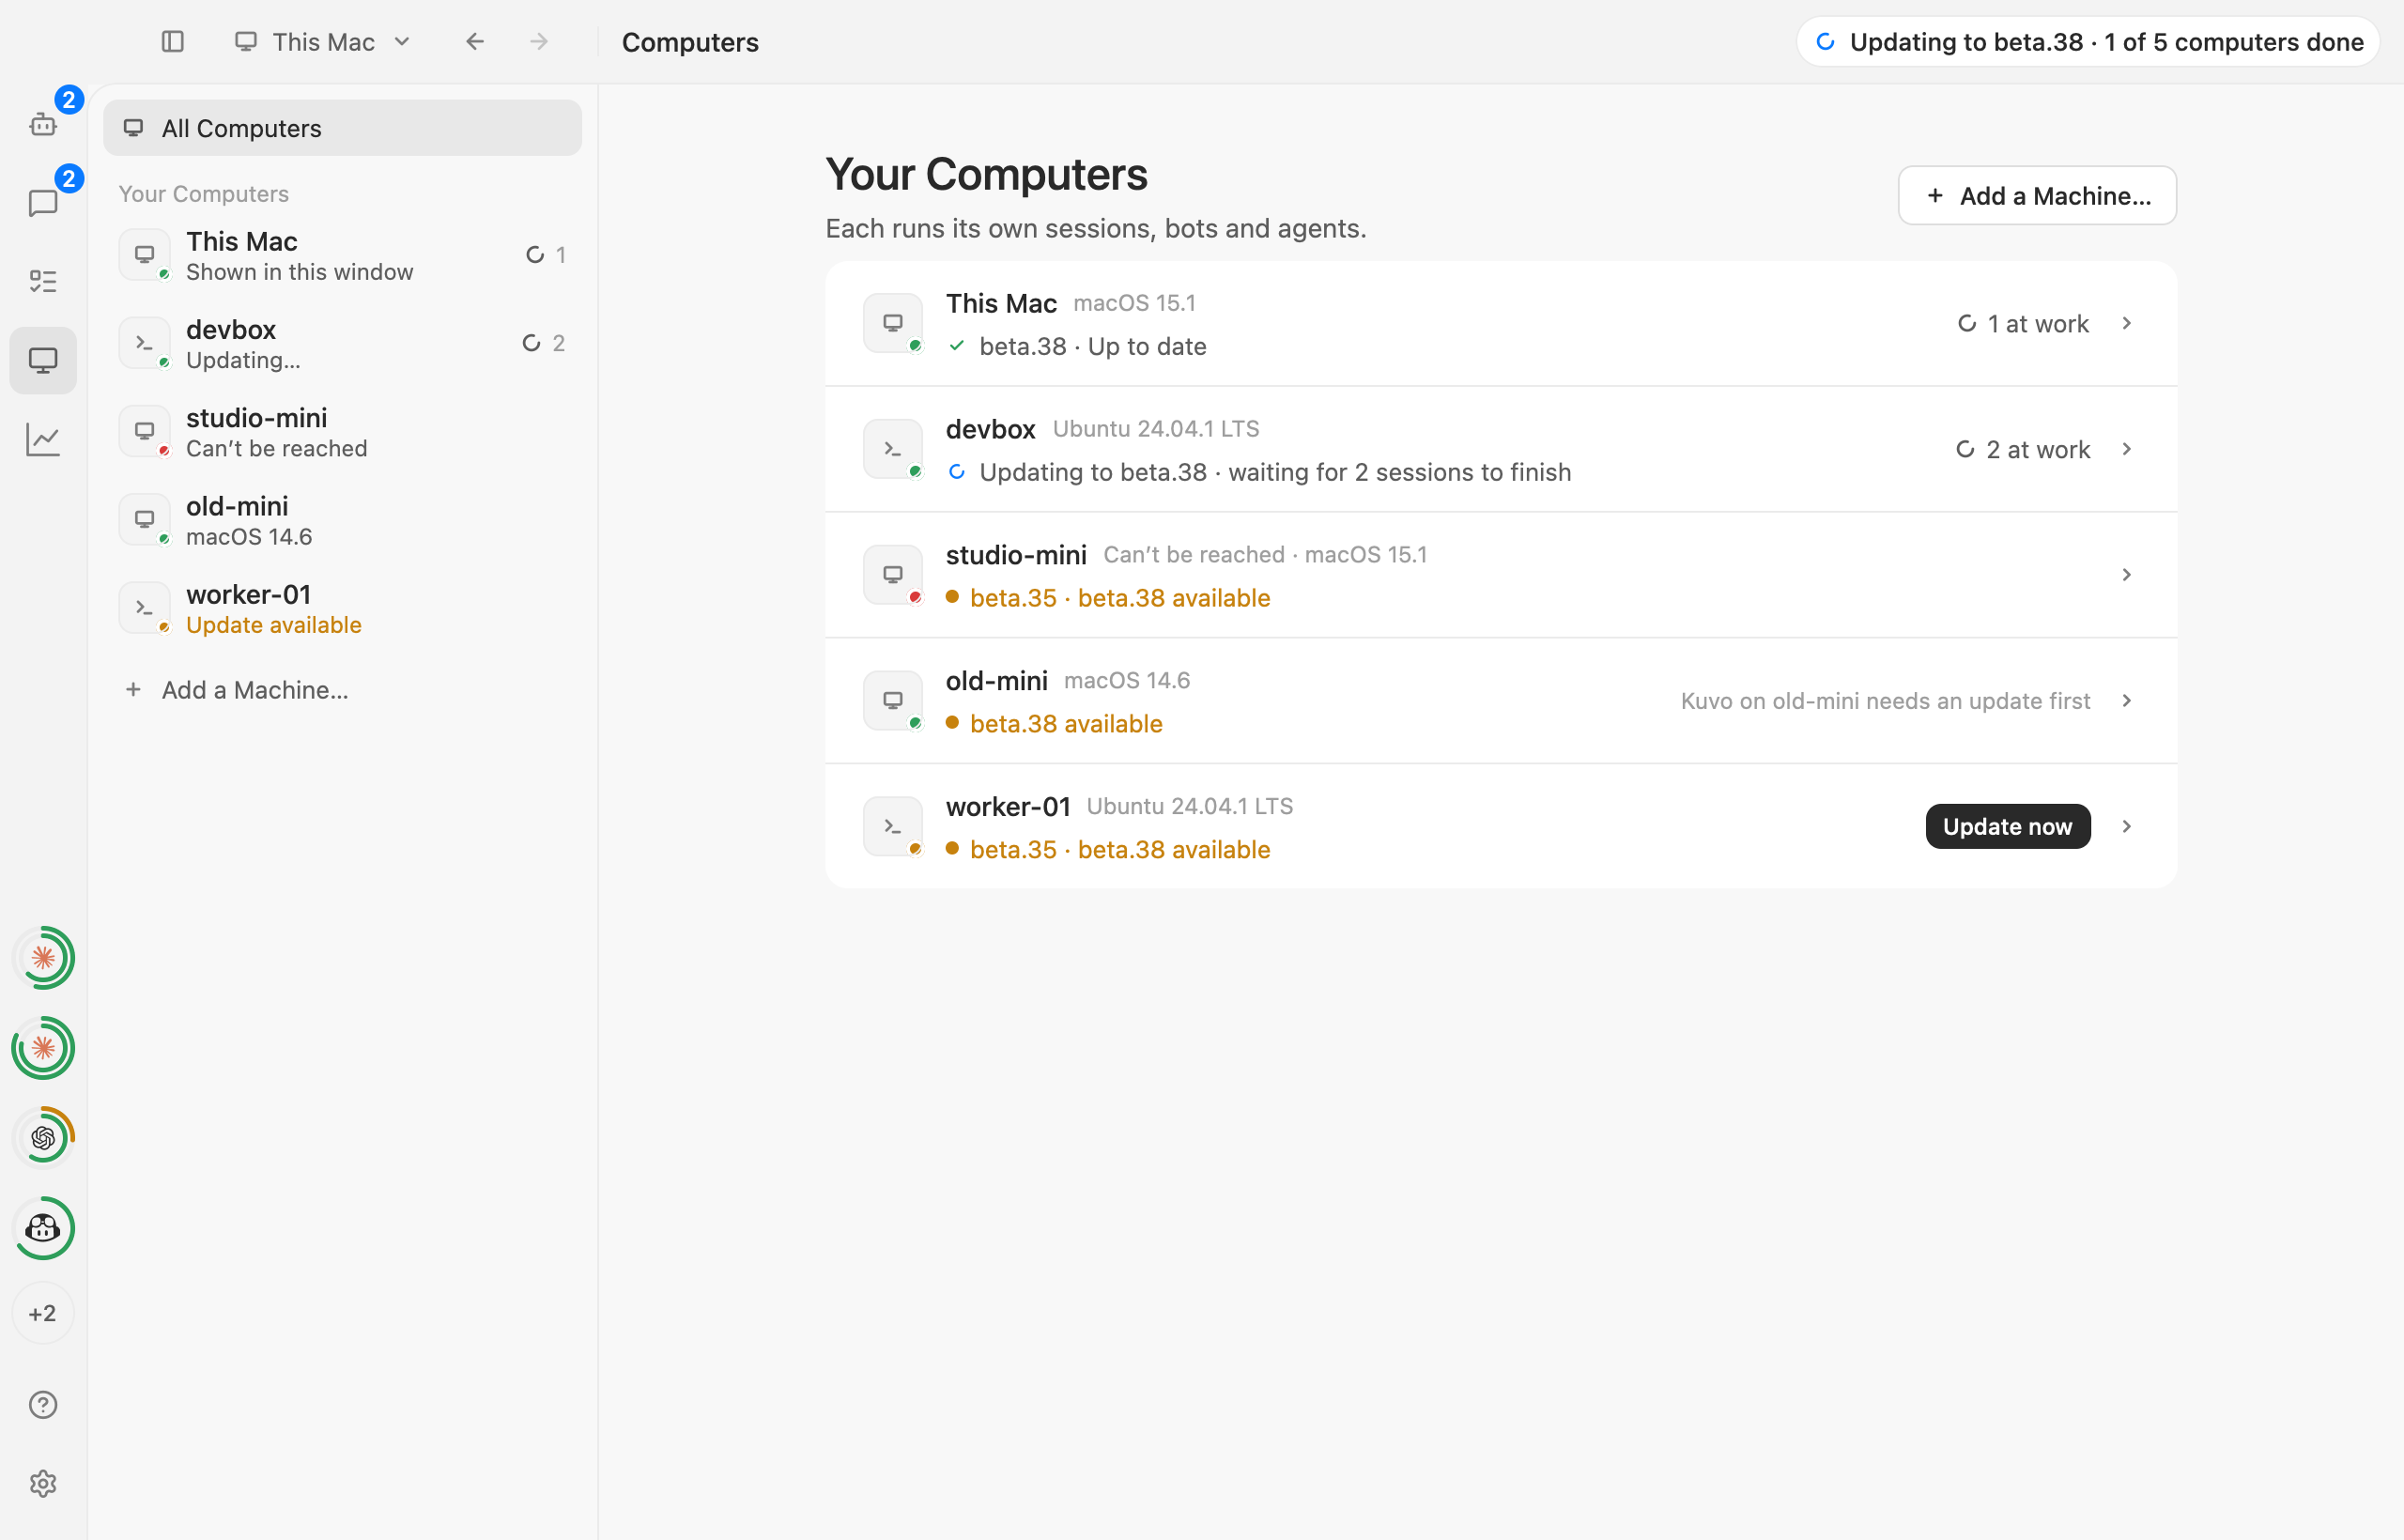 This Mac
Computers
Updating to beta.38 · 1 of 5 computers done
2
2
All Computers
Your Computers
This Mac
Shown in this window
1
devbox
Updating...
2
studio-mini
Can’t be reached
old-mini
macOS 14.6
worker-01
Update available
+ Add a Machine...
+2
Your Computers
Each runs its own sessions, bots and agents.
+ Add a Machine...
This Mac macOS 15.1
beta.38 · Up to date
1 at work
devbox Ubuntu 24.04.1 LTS
Updating to beta.38 · waiting for 2 sessions to finish
2 at work
studio-mini Can’t be reached · macOS 15.1
beta.35 · beta.38 available
old-mini macOS 14.6
beta.38 available
Kuvo on old-mini needs an update first
worker-01 Ubuntu 24.04.1 LTS
beta.35 · beta.38 available
Update now